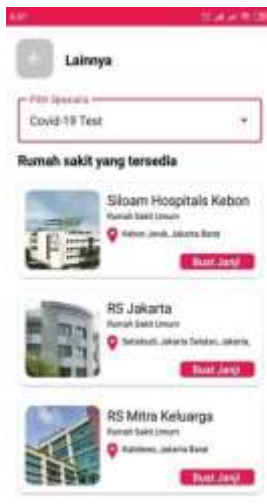 Lainnya
Pilih Spesialis
Covid-19 Test
Rumah sakit yang tersedia
Siloam Hospitals Kebon
Rumah Sakit Umum
Kebon Jeruk, Jakarta Barat
Buat Janji
RS Jakarta
Rumah Sakit Umum
Setiabudi, Jakarta Selatan, Jakarta,
Buat Janji
RS Mitra Keluarga
Rumah Sakit Umum
Kalideres, Jakarta Barat
Buat Janji